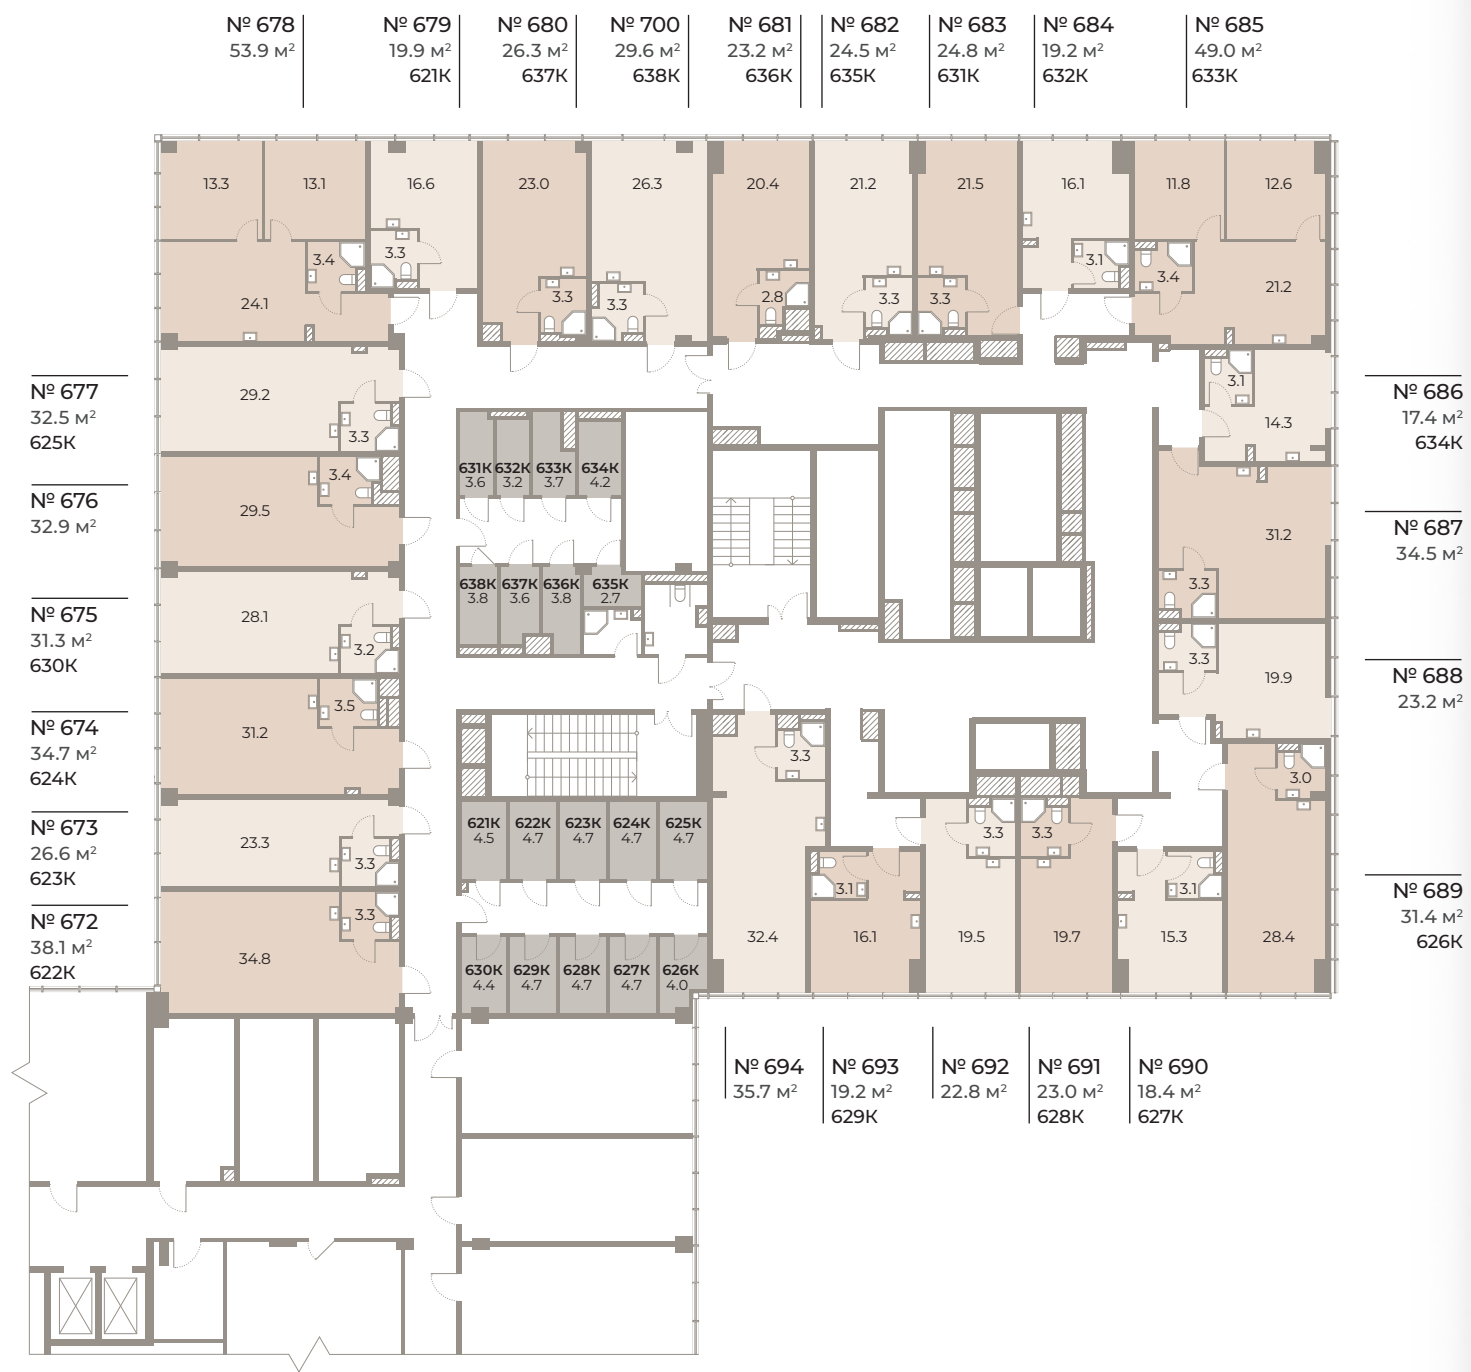 № 678
53.9 м²
№ 679
19.9 м²
621К
№ 680
26.3 м²
637К
№ 700
29.6 м²
638К
№ 681
23.2 м²
636К
№ 682
24.5 м²
635К
№ 683
24.8 м²
631К
№ 684
19.2 м²
632К
№ 685
49.0 м²
633К
13.3
13.1
16.6
23.0
26.3
20.4
21.2
21.5
16.1
11.8
12.6
3.4
3.3
24.1
3.3
3.3
2.8
3.3
3.3
3.1
3.4
21.2
№ 677
32.5 м²
625К
29.2
3.3
№ 676
32.9 м²
29.5
3.4
№ 675
31.3 м²
630К
28.1
3.2
№ 674
34.7 м²
624К
31.2
3.5
№ 673
26.6 м²
623К
23.3
3.3
№ 672
38.1 м²
622К
34.8
3.3
631К
3.6
632К
3.2
633К
3.7
634К
4.2
638К
3.8
637К
3.6
636К
3.8
635К
2.7
621К
4.5
622К
4.7
623К
4.7
624К
4.7
625К
4.7
630К
4.4
629К
4.7
628К
4.7
627К
4.7
626К
4.0
3.1
14.3
№ 686
17.4 м²
634К
31.2
3.3
№ 687
34.5 м²
3.3
19.9
№ 688
23.2 м²
3.0
28.4
№ 689
31.4 м²
626К
3.3
32.4
3.1
16.1
3.3
19.5
3.3
19.7
3.1
15.3
№ 694
35.7 м²
№ 693
19.2 м²
629К
№ 692
22.8 м²
№ 691
23.0 м²
628К
№ 690
18.4 м²
627К